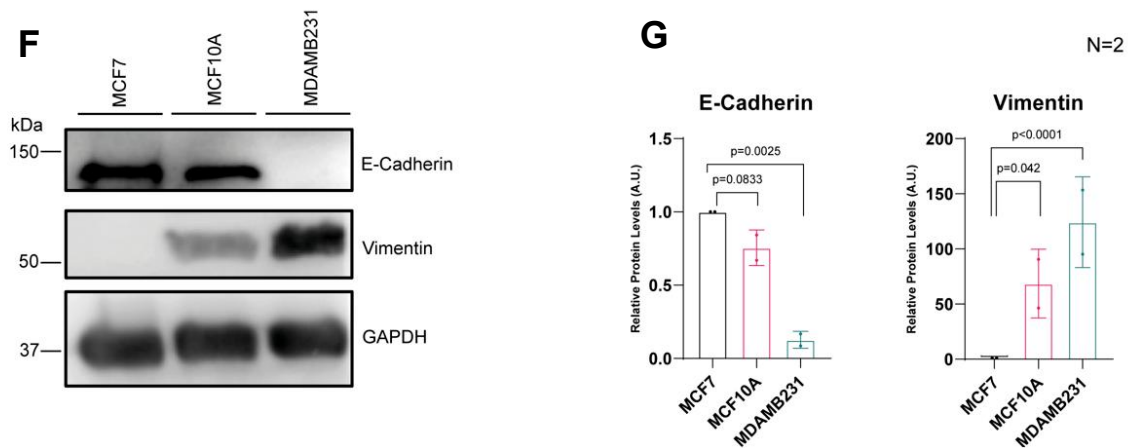 F
MCF7
MCF10A
MDAMB231
kDa
150
E-Cadherin
Vimentin
50
GAPDH
37
G
N=2
E-Cadherin
Relative Protein Levels (A.U.)
1.5
1.0
0.5
0.0
p=0.0025
p=0.0833
MCF7
MCF10A
MDAMB231
Vimentin
Relative Protein Levels (A.U.)
200
150
100
50
0
p<0.0001
p=0.042
MCF7
MCF10A
MDAMB231